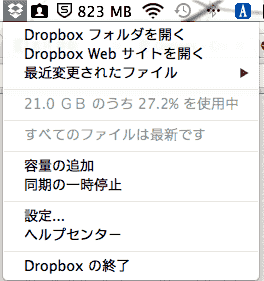 823 MB A
Dropbox フォルダを開く
Dropbox Web サイトを開く
最近変更されたファイル
21.0 GB のうち 27.2% を使用中
すべてのファイルは最新です
容量の追加
同期の一時停止
設定...
ヘルプセンター
Dropbox の終了